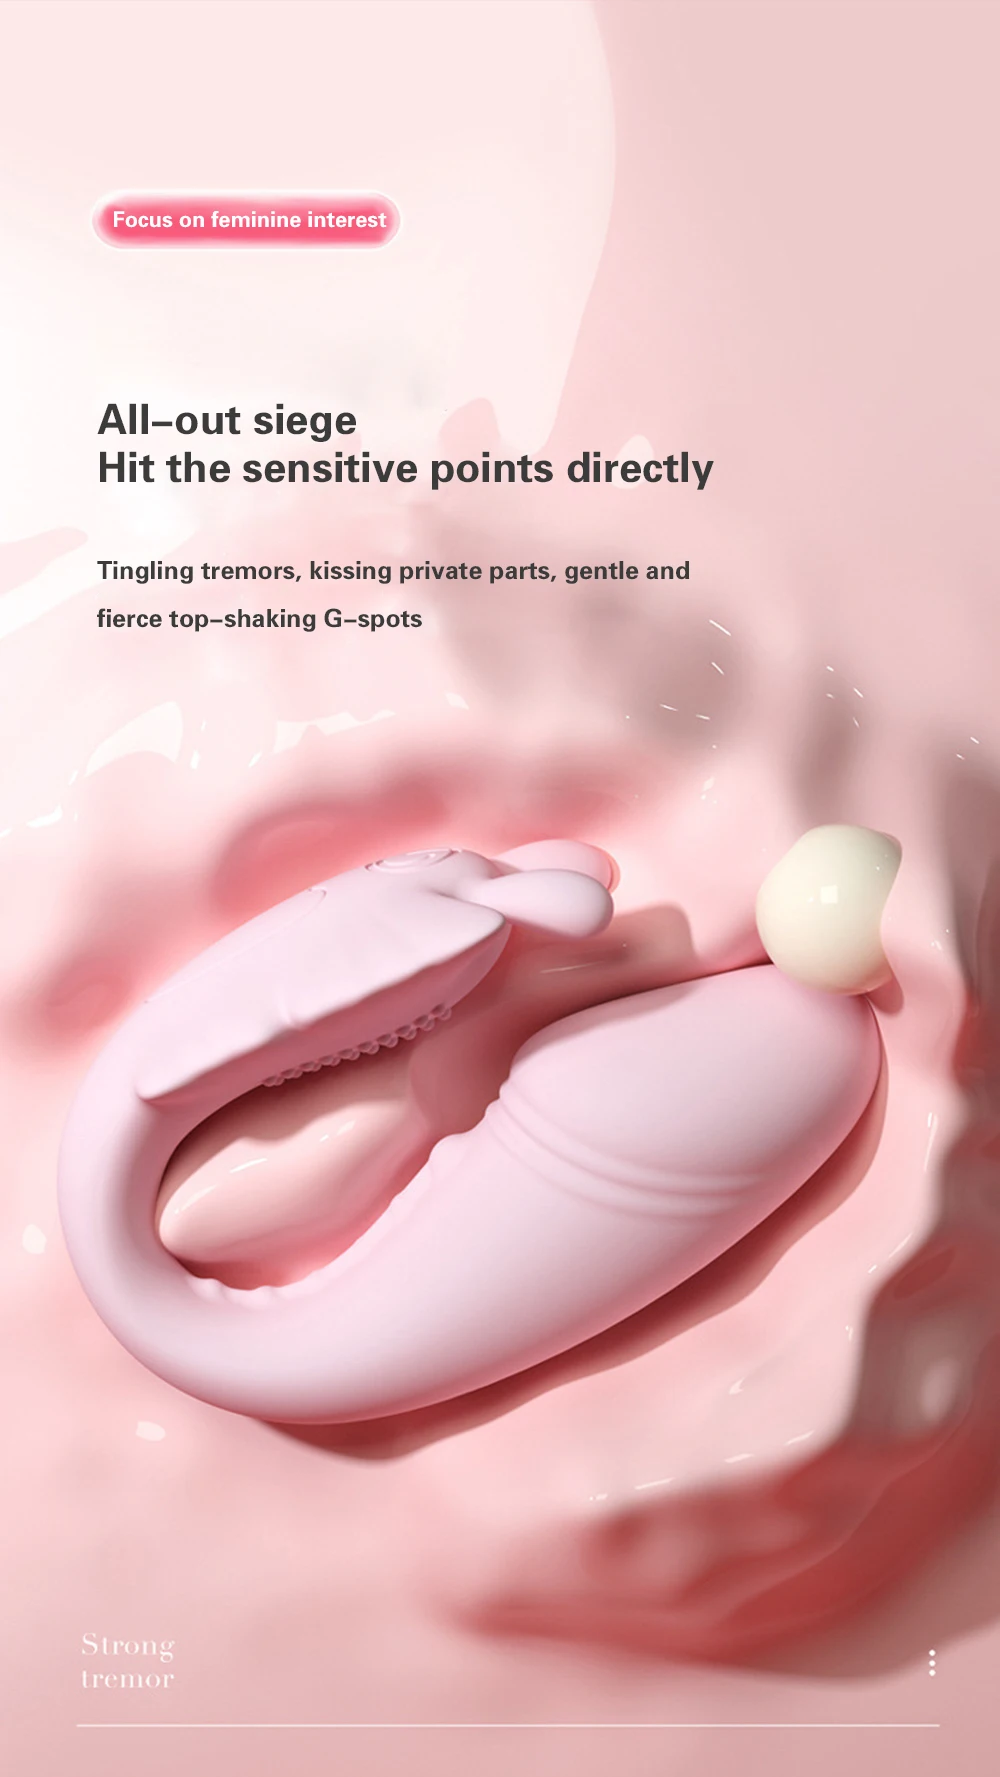 Focus on feminine interest
All-out siege
Hit the sensitive points directly
Tingling tremors, kissing private parts, gentle and
fierce top-shaking G-spots
Strong
tremor